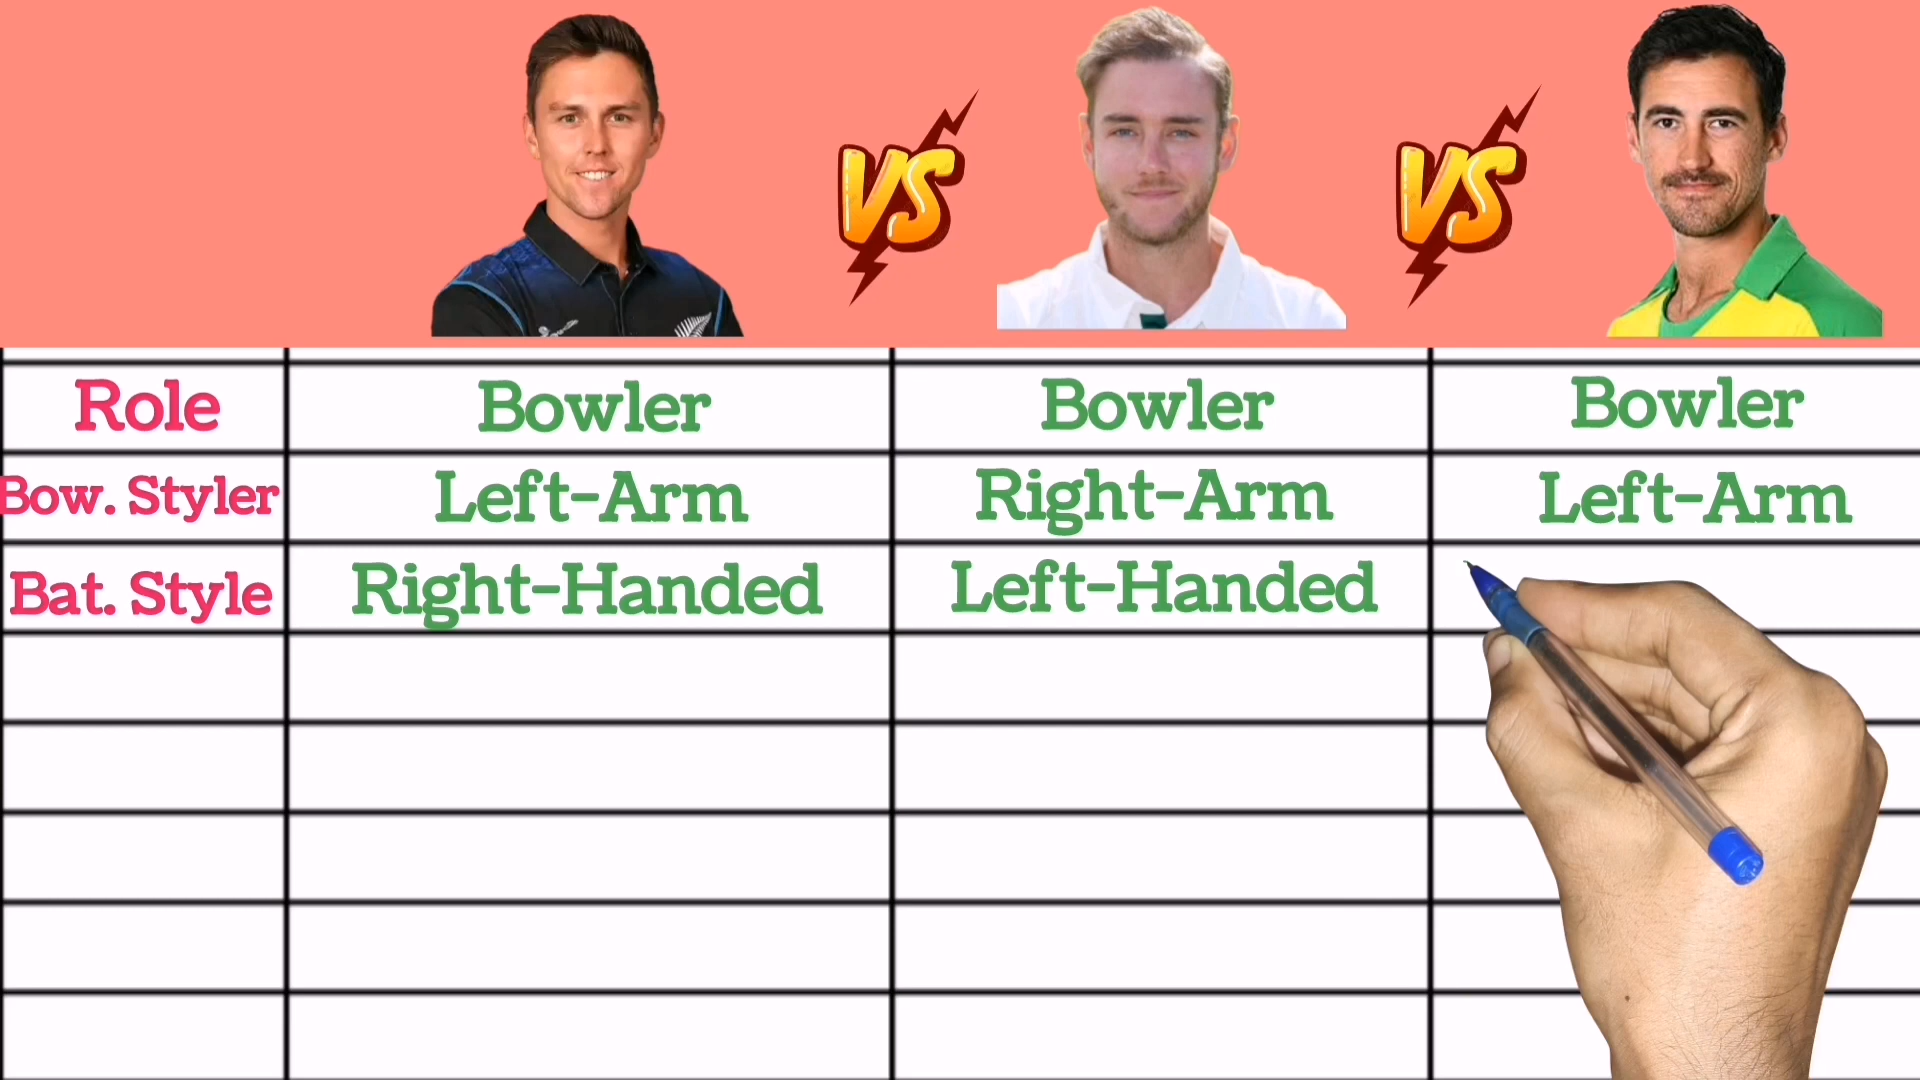 VS
VS
Role Bowler Bowler Bowler
Bow. Styler Left-Arm Right-Arm Left-Arm
Bat. Style Right-Handed Left-Handed